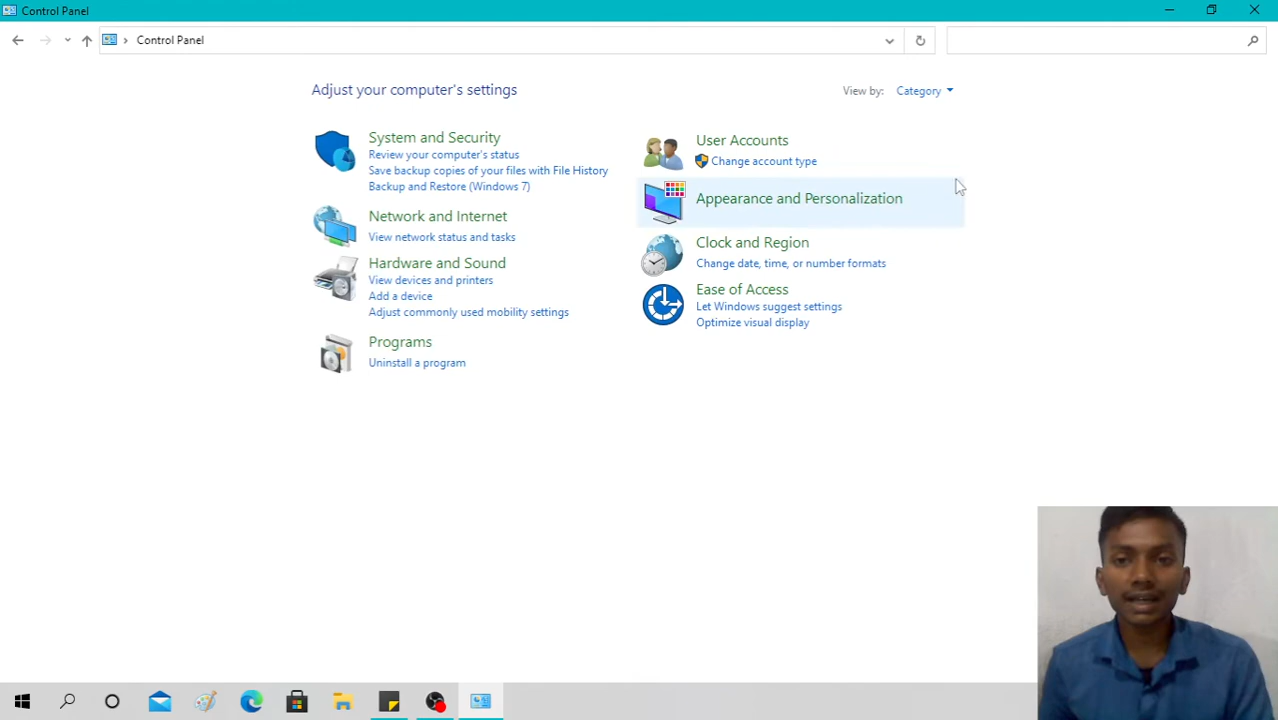 Control Panel
Control Panel
Adjust your computer's settings
View by: Category
System and Security
Review your computer's status
Save backup copies of your files with File History
Backup and Restore (Windows 7)
Network and Internet
View network status and tasks
Hardware and Sound
View devices and printers
Add a device
Adjust commonly used mobility settings
Programs
Uninstall a program
User Accounts
Change account type
Appearance and Personalization
Clock and Region
Change date, time, or number formats
Ease of Access
Let Windows suggest settings
Optimize visual display